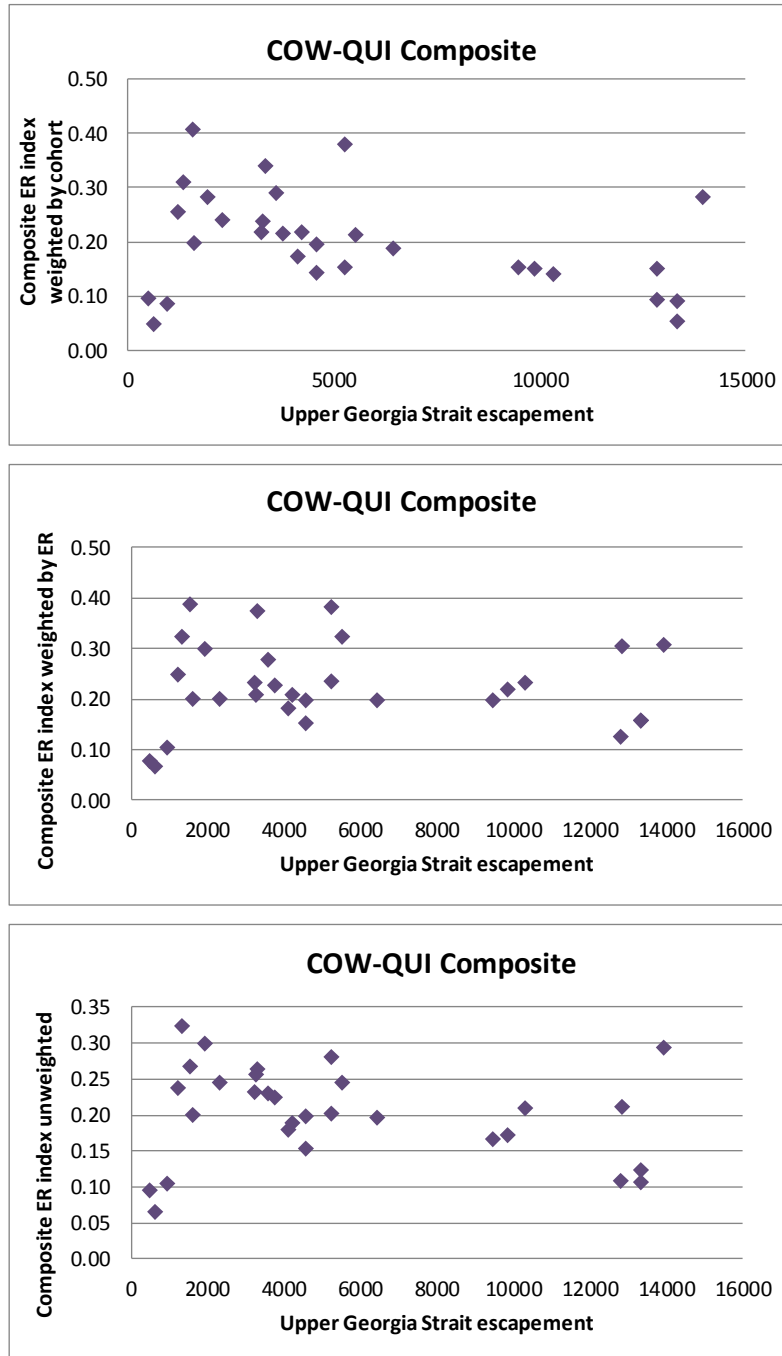 COW-QUI Composite
Composite ER index
weighted by cohort
0.50
0.40
0.30
0.20
0.10
0.00
0 5000 10000 15000
Upper Georgia Strait escapement
COW-QUI Composite
Composite ER index weighted by ER
0.50
0.40
0.30
0.20
0.10
0.00
0 2000 4000 6000 8000 10000 12000 14000 16000
Upper Georgia Strait escapement
COW-QUI Composite
Composite ER index unweighted
0.35
0.30
0.25
0.20
0.15
0.10
0.05
0.00
0 2000 4000 6000 8000 10000 12000 14000 16000
Upper Georgia Strait escapement